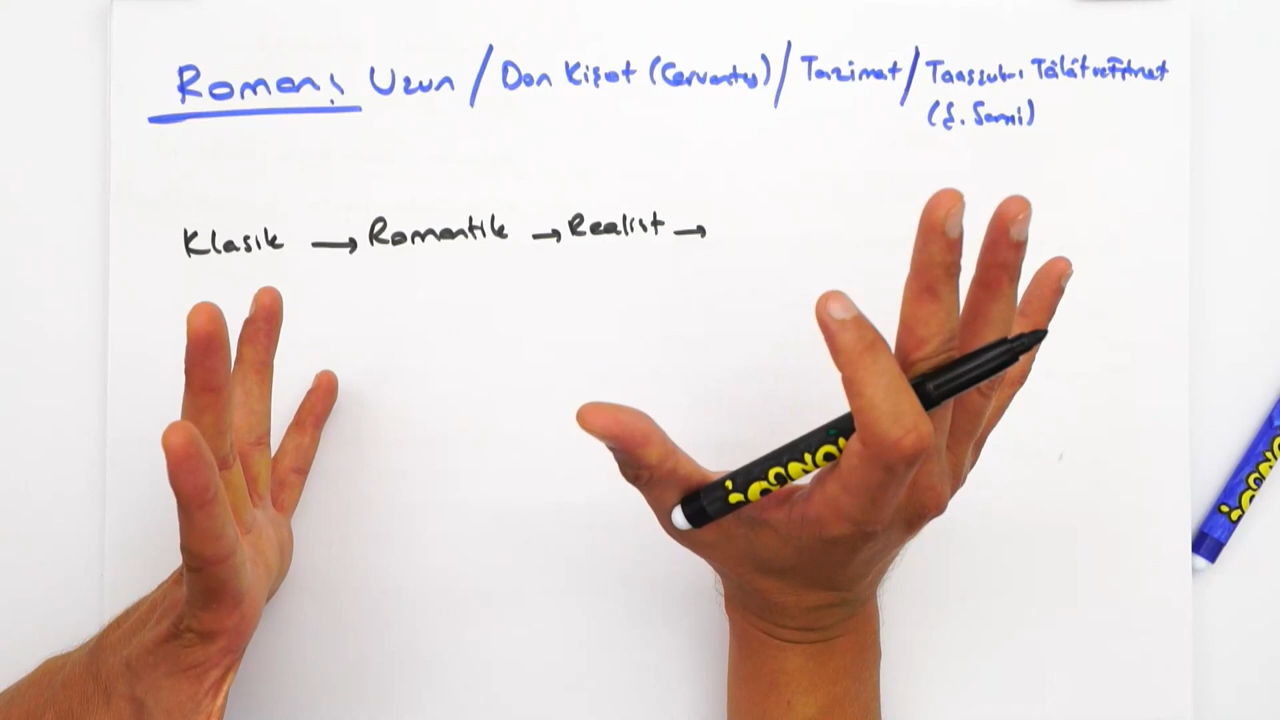 Roman: Uzun / Don Kişot (Cervantes) / Tanzimat / Taaşşuk-ı Talât ve Fitnat
(Ş. Sami)
Klasik → Romantik → Realist →